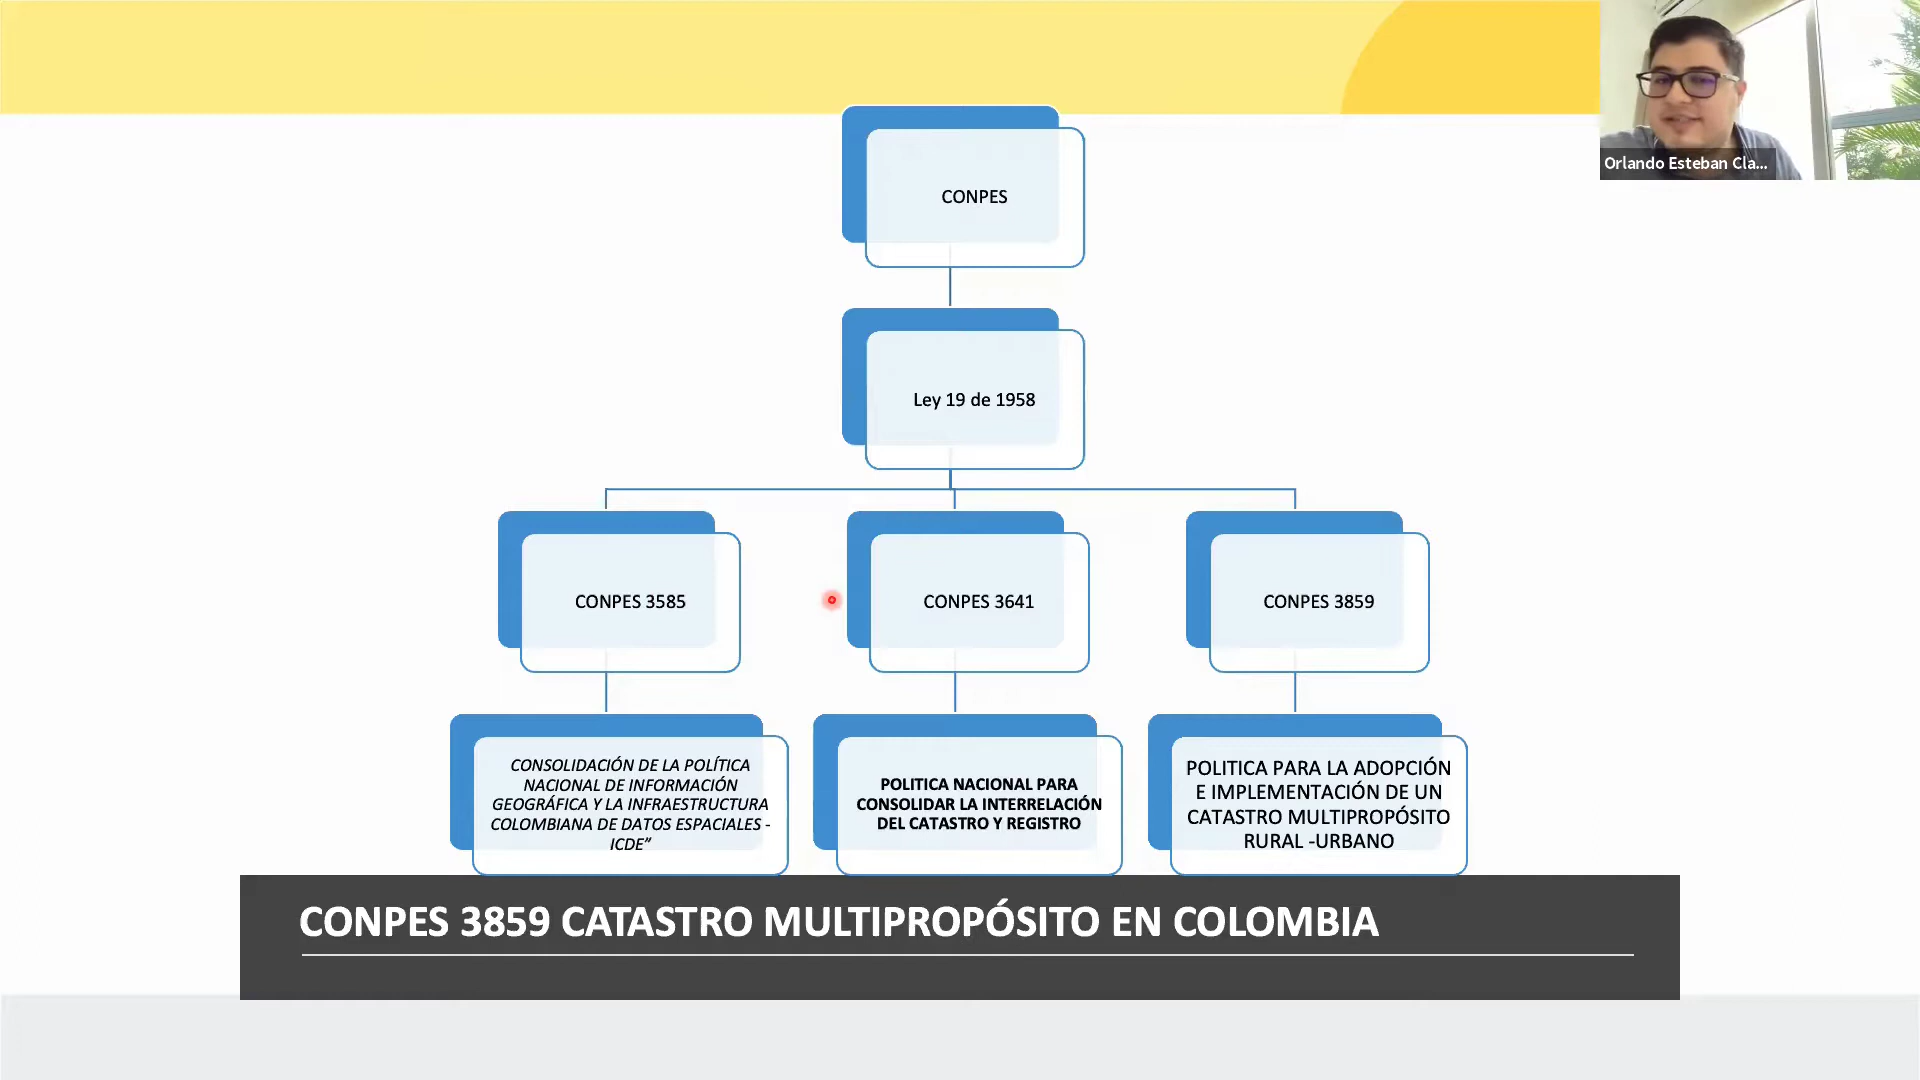 Orlando Esteban Cla...
CONPES
Ley 19 de 1958
CONPES 3585
CONPES 3641
CONPES 3859
CONSOLIDACIÓN DE LA POLÍTICA
NACIONAL DE INFORMACIÓN
GEOGRÁFICA Y LA INFRAESTRUCTURA
COLOMBIANA DE DATOS ESPACIALES -
ICDE”
POLITICA NACIONAL PARA
CONSOLIDAR LA INTERRELACIÓN
DEL CATASTRO Y REGISTRO
POLITICA PARA LA ADOPCIÓN
E IMPLEMENTACIÓN DE UN
CATASTRO MULTIPROPÓSITO
RURAL -URBANO
CONPES 3859 CATASTRO MULTIPROPÓSITO EN COLOMBIA